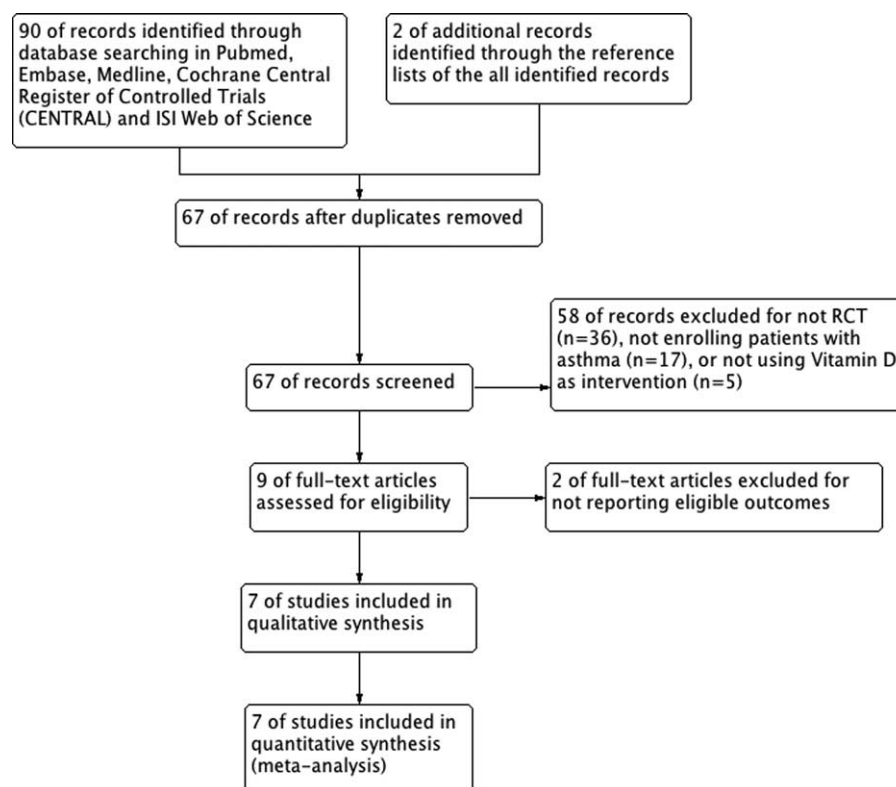 90 of records identified through
database searching in Pubmed,
Embase, Medline, Cochrane Central
Register of Controlled Trials
(CENTRAL) and ISI Web of Science
2 of additional records
identified through the reference
lists of the all identified records
67 of records after duplicates removed
67 of records screened
58 of records excluded for not RCT
(n=36), not enrolling patients with
asthma (n=17), or not using Vitamin D
as intervention (n=5)
9 of full-text articles
assessed for eligibility
2 of full-text articles excluded for
not reporting eligible outcomes
7 of studies included in
qualitative synthesis
7 of studies included in
quantitative synthesis
(meta-analysis)